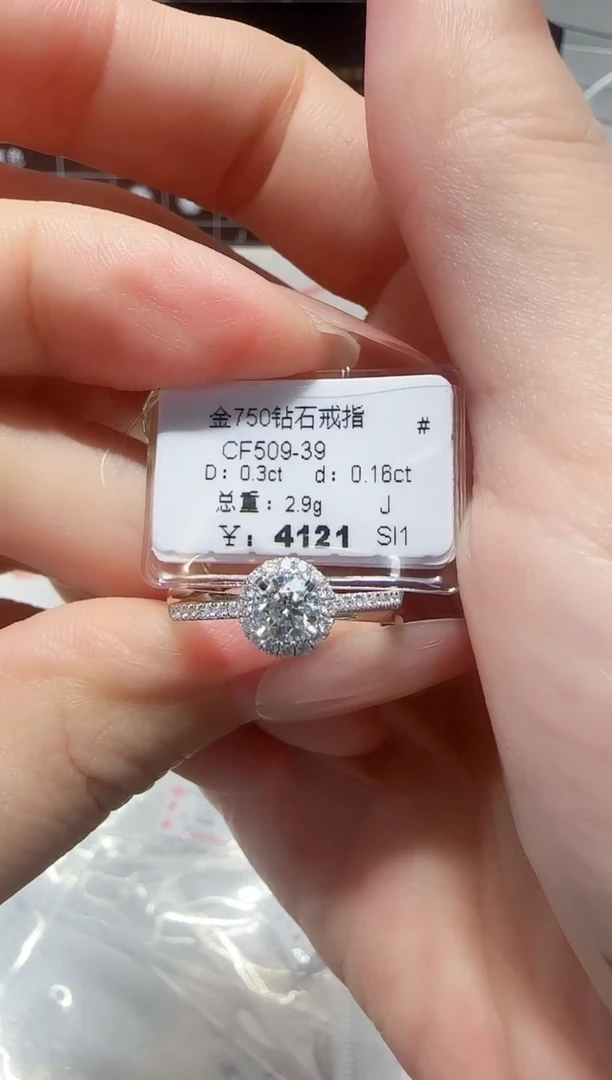 金750钻石戒指
#
CF509-39
D: 0.3ct d: 0.16ct
总重: 2.9g J
¥: 4121 SI1